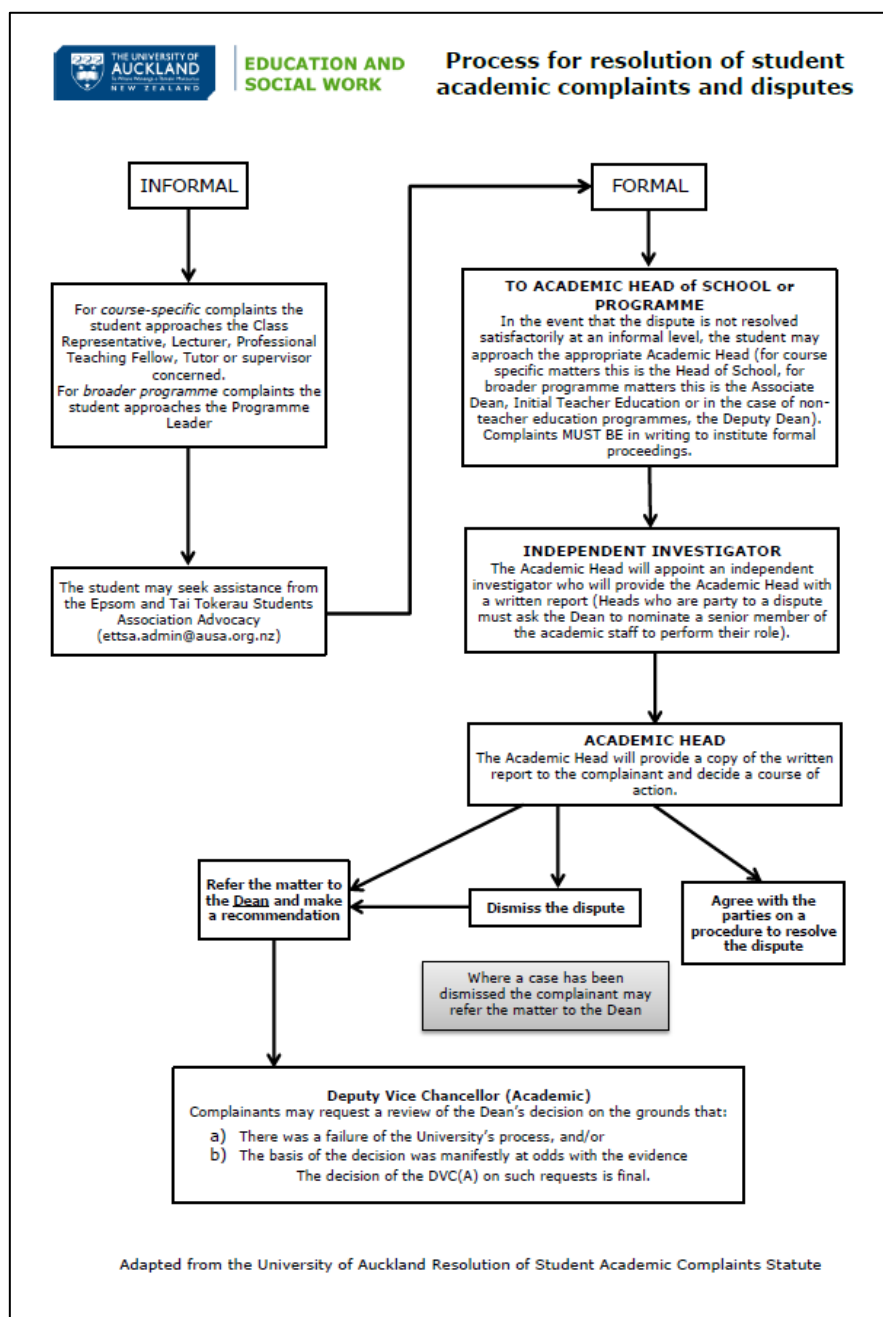 THE UNIVERSITY OF
AUCKLAND
Te Whare Wānanga o Tāmaki Makaurau
NEW ZEALAND
EDUCATION AND
SOCIAL WORK
Process for resolution of student
academic complaints and disputes
INFORMAL
For course-specific complaints the
student approaches the Class
Representative, Lecturer, Professional
Teaching Fellow, Tutor or supervisor
concerned.
For broader programme complaints the
student approaches the Programme
Leader
The student may seek assistance from
the Epsom and Tai Tokerau Students
Association Advocacy
(ettsa.admin@ausa.org.nz)
FORMAL
TO ACADEMIC HEAD of SCHOOL or
PROGRAMME
In the event that the dispute is not resolved
satisfactorily at an informal level, the student may
approach the appropriate Academic Head (for course
specific matters this is the Head of School, for
broader programme matters this is the Associate
Dean, Initial Teacher Education or in the case of non-
teacher education programmes, the Deputy Dean).
Complaints MUST BE in writing to institute formal
proceedings.
INDEPENDENT INVESTIGATOR
The Academic Head will appoint an independent
investigator who will provide the Academic Head with
a written report (Heads who are party to a dispute
must ask the Dean to nominate a senior member of
the academic staff to perform their role).
ACADEMIC HEAD
The Academic Head will provide a copy of the written
report to the complainant and decide a course of
action.
Refer the matter to
the Dean and make
a recommendation
Dismiss the dispute
Agree with the
parties on a
procedure to resolve
the dispute
Where a case has been
dismissed the complainant may
refer the matter to the Dean
Deputy Vice Chancellor (Academic)
Complainants may request a review of the Dean's decision on the grounds that:
a) There was a failure of the University's process, and/or
b) The basis of the decision was manifestly at odds with the evidence
The decision of the DVC(A) on such requests is final.
Adapted from the University of Auckland Resolution of Student Academic Complaints Statute